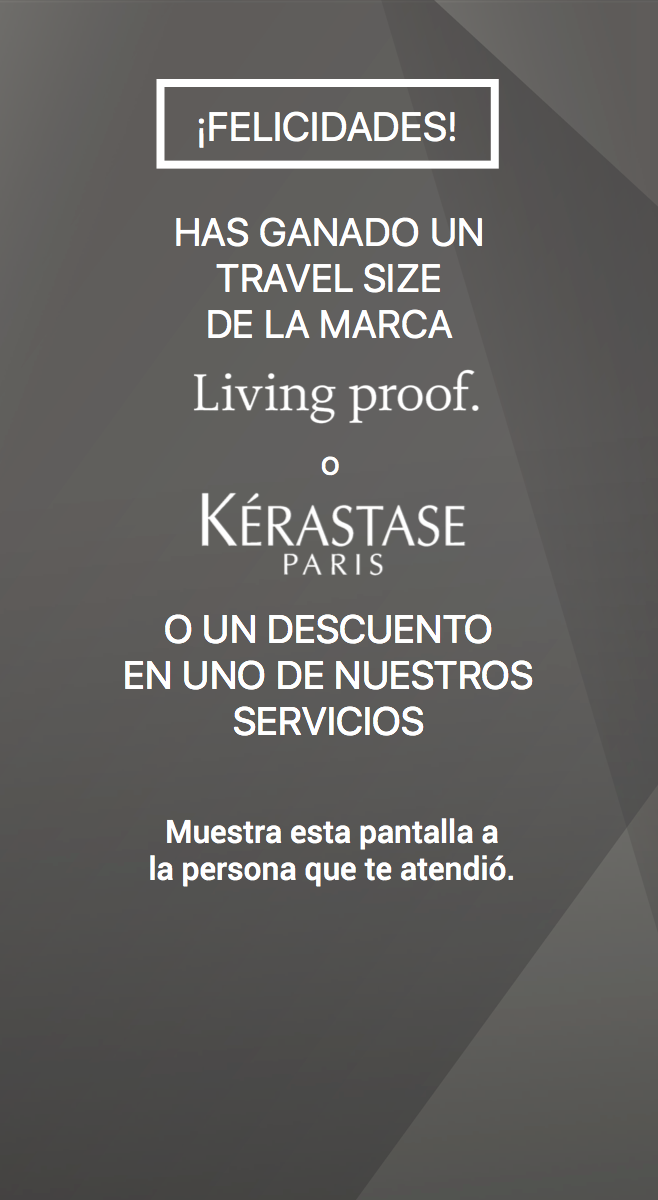 ¡FELICIDADES!
HAS GANADO UN
TRAVEL SIZE
DE LA MARCA
Living proof.
o
KÉRASTASE
PARIS
O UN DESCUENTO
EN UNO DE NUESTROS
SERVICIOS
Muestra esta pantalla a
la persona que te atendió.